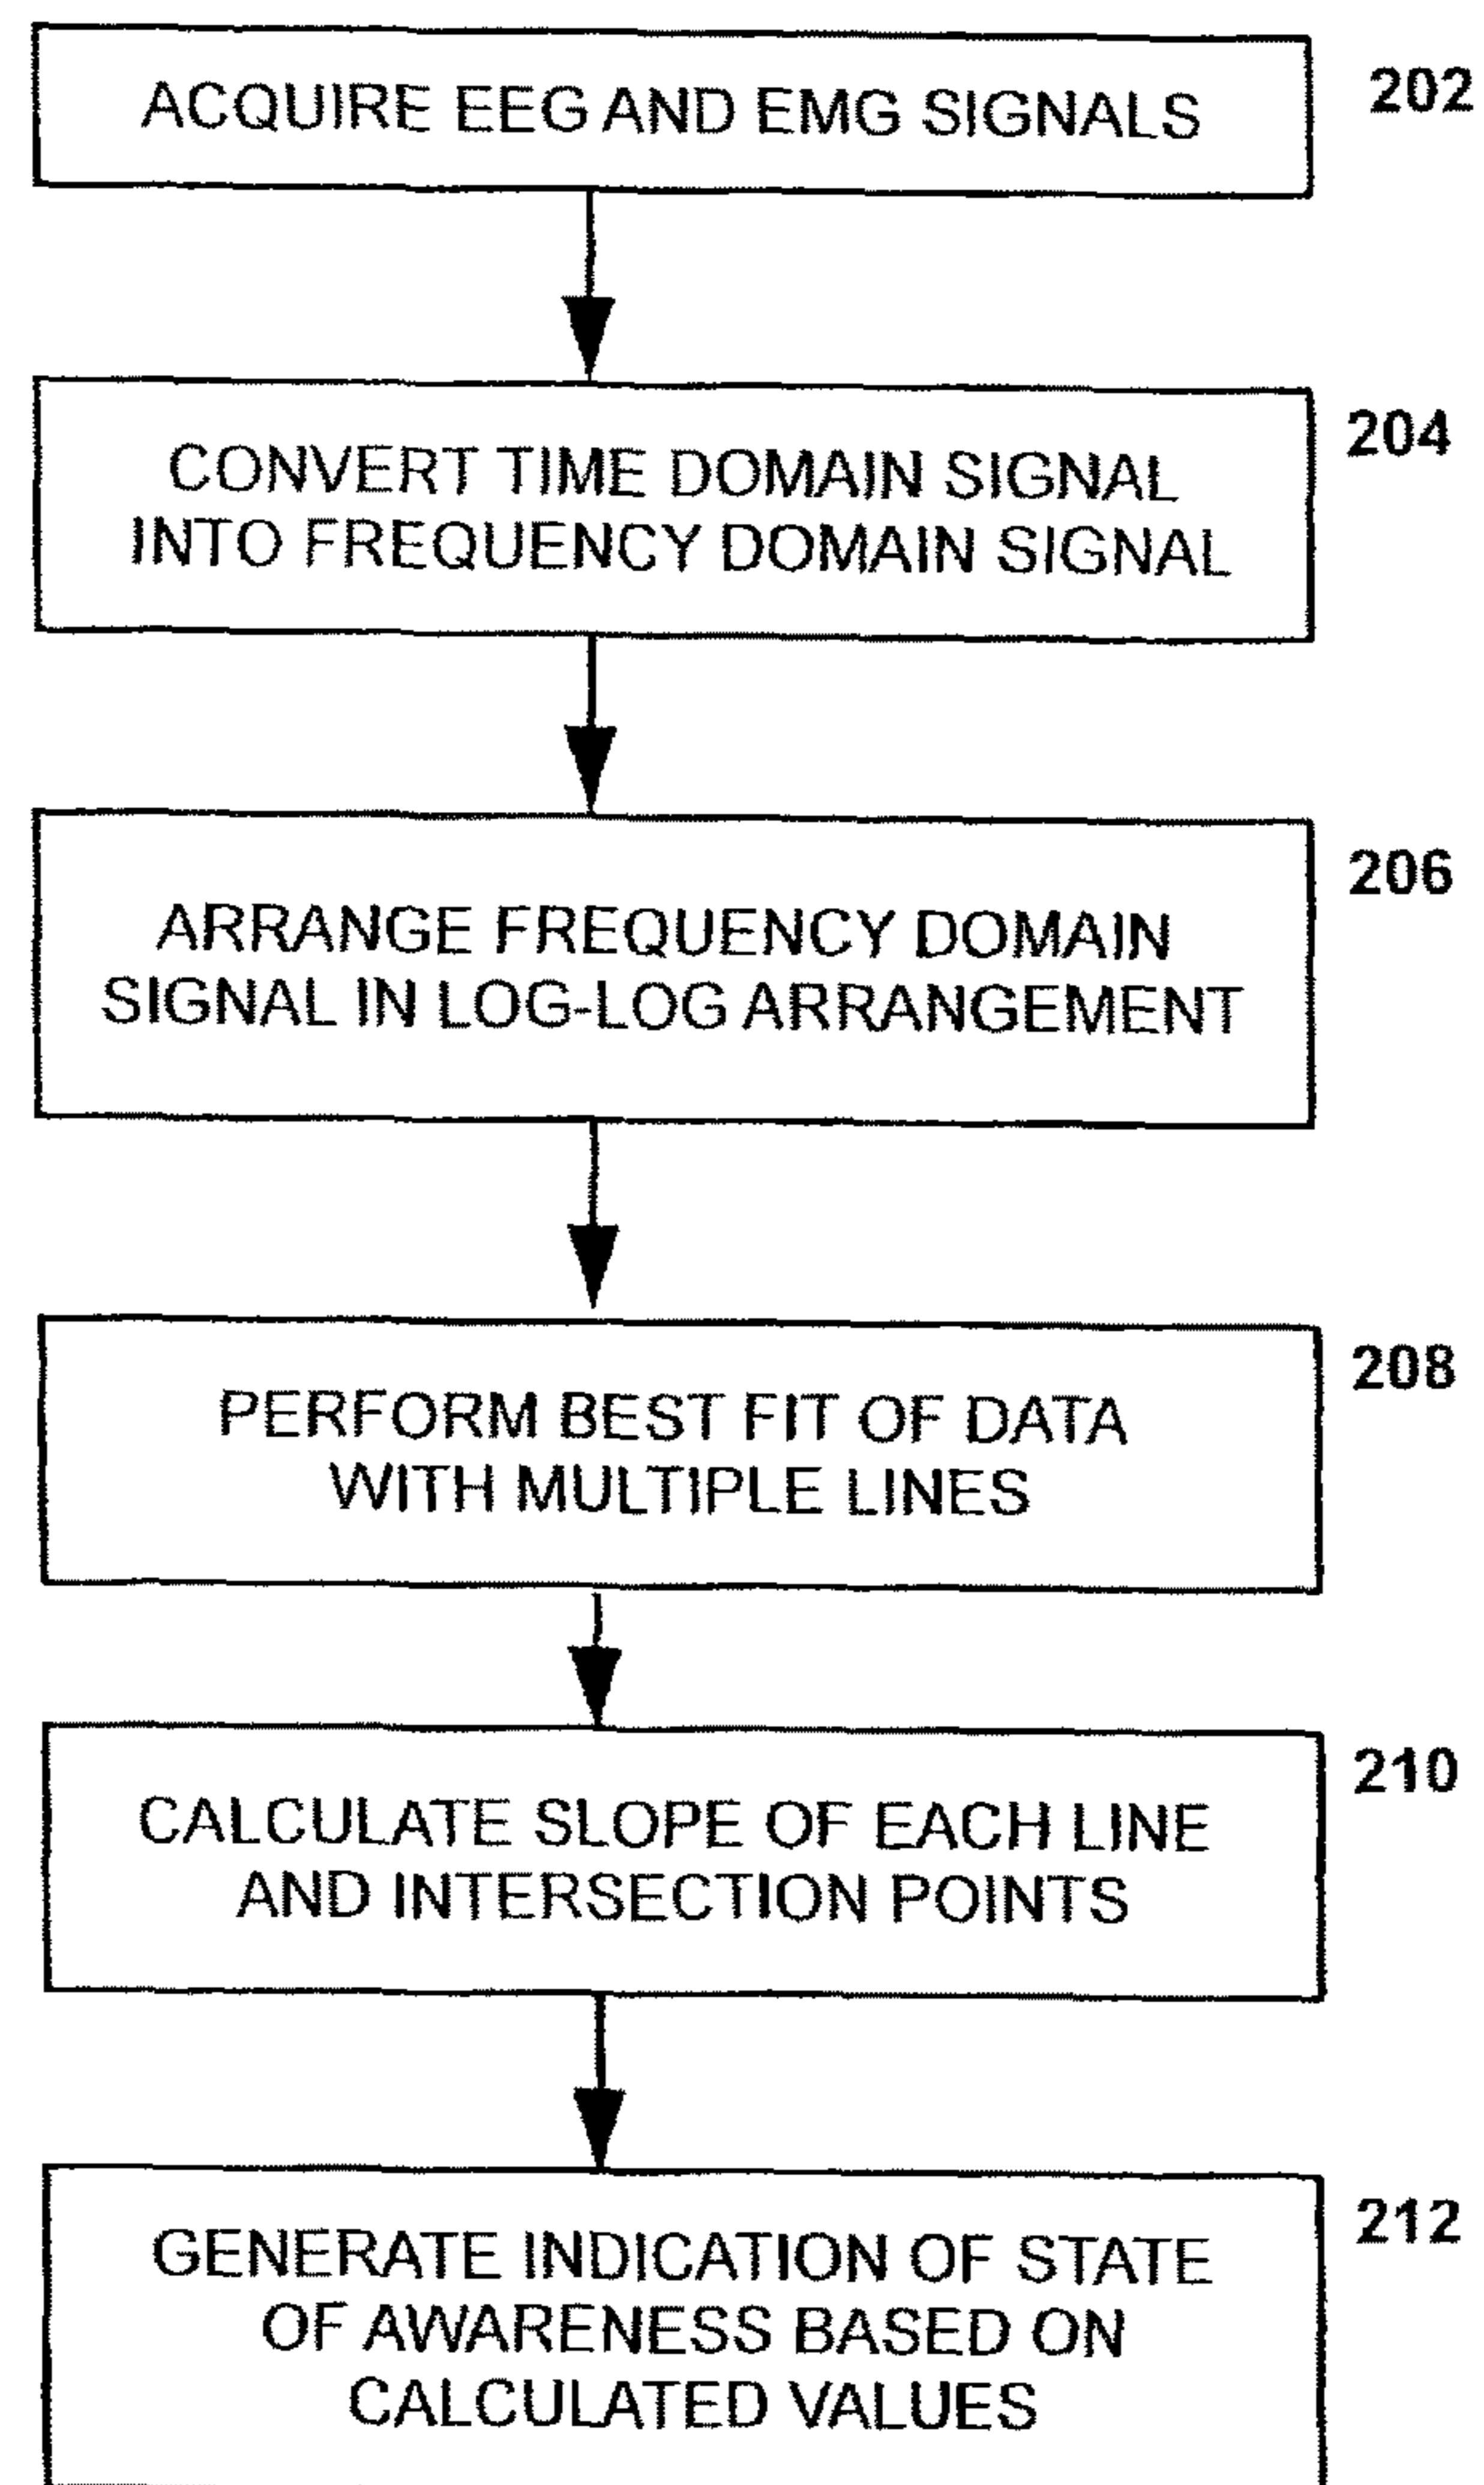 ACQUIRE EEG AND EMG SIGNALS
202
CONVERT TIME DOMAIN SIGNAL
INTO FREQUENCY DOMAIN SIGNAL
204
ARRANGE FREQUENCY DOMAIN
SIGNAL IN LOG-LOG ARRANGEMENT
206
PERFORM BEST FIT OF DATA
WITH MULTIPLE LINES
208
CALCULATE SLOPE OF EACH LINE
AND INTERSECTION POINTS
210
GENERATE INDICATION OF STATE
OF AWARENESS BASED ON
CALCULATED VALUES
212